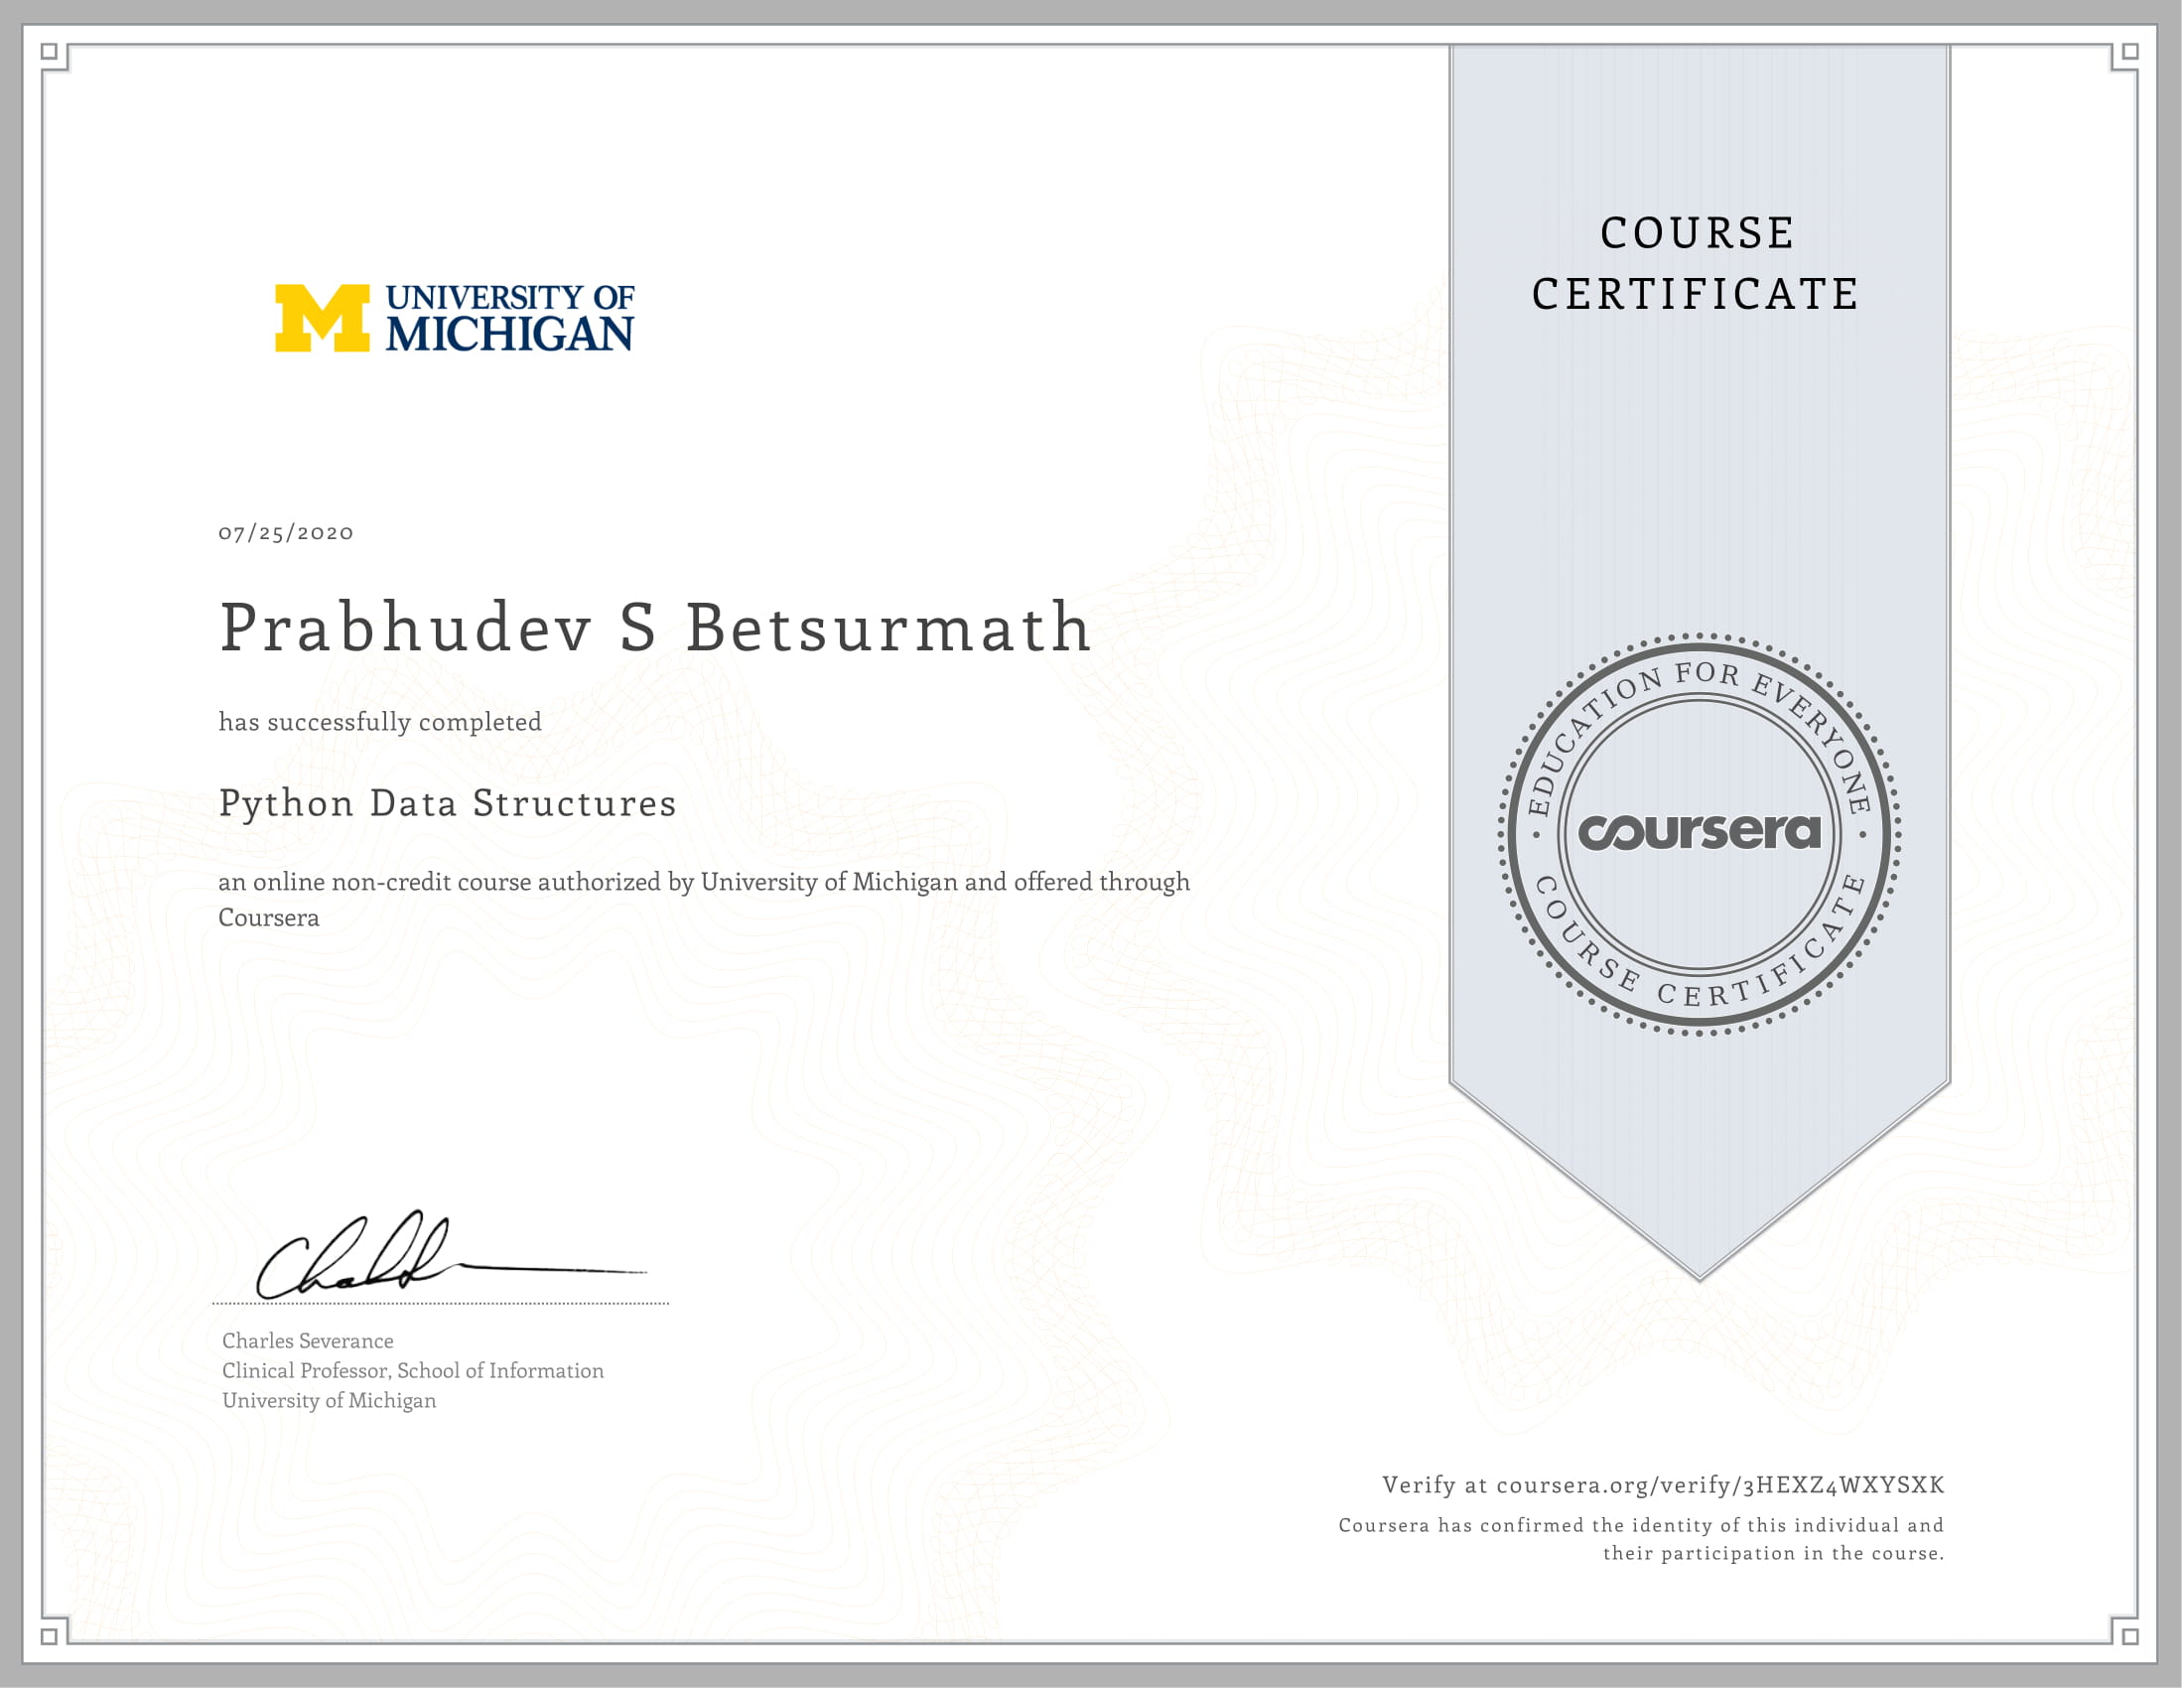 UNIVERSITY OF
MICHIGAN
COURSE
CERTIFICATE
07/25/2020
Prabhudev S Betsurmath
has successfully completed
Python Data Structures
an online non-credit course authorized by University of Michigan and offered through
Coursera
EDUCATION FOR EVERYONE
coursera
COURSE CERTIFICATE
Charles Severance
Clinical Professor, School of Information
University of Michigan
Verify at coursera.org/verify/3HEXZ4WXYSXK
Coursera has confirmed the identity of this individual and
their participation in the course.